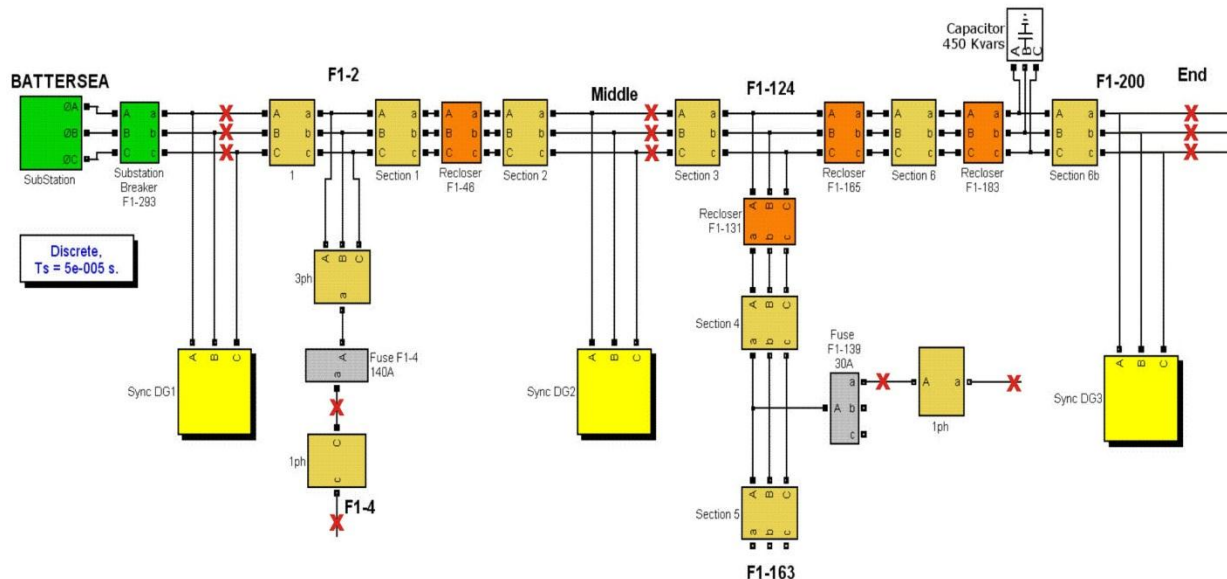 Capacitor
450 Kvars
A B C
BATTERSEA
F1-2
Middle
F1-124
F1-200
End
ØA
ØB
ØC
SubStation
A a
B b
C c
Substation
Breaker
F1-293
X
X
X
A a
B b
C c
1
A a
B b
C c
Section 1
A a
B b
C c
Recloser
F1-46
A a
B b
C c
Section 2
X
X
X
A a
B b
C c
Section 3
A a
B b
C c
Recloser
F1-165
A a
B b
C c
Section 6
A a
B b
C c
Recloser
F1-183
A a
B b
C c
Section 6b
X
X
X
Discrete,
Ts = 5e-005 s.
A B C
3ph
a
A
a
Fuse F1-4
140A
X
C
1ph
c
F1-4
X
A B C
Sync DG1
A B C
Sync DG2
A B C
Recloser
F1-131
a b c
A B C
Section 4
a b c
Fuse
F1-139
30A
a
A b
c
X
A a
1ph
X
A B C
Section 5
a b c
F1-163
A B C
Sync DG3